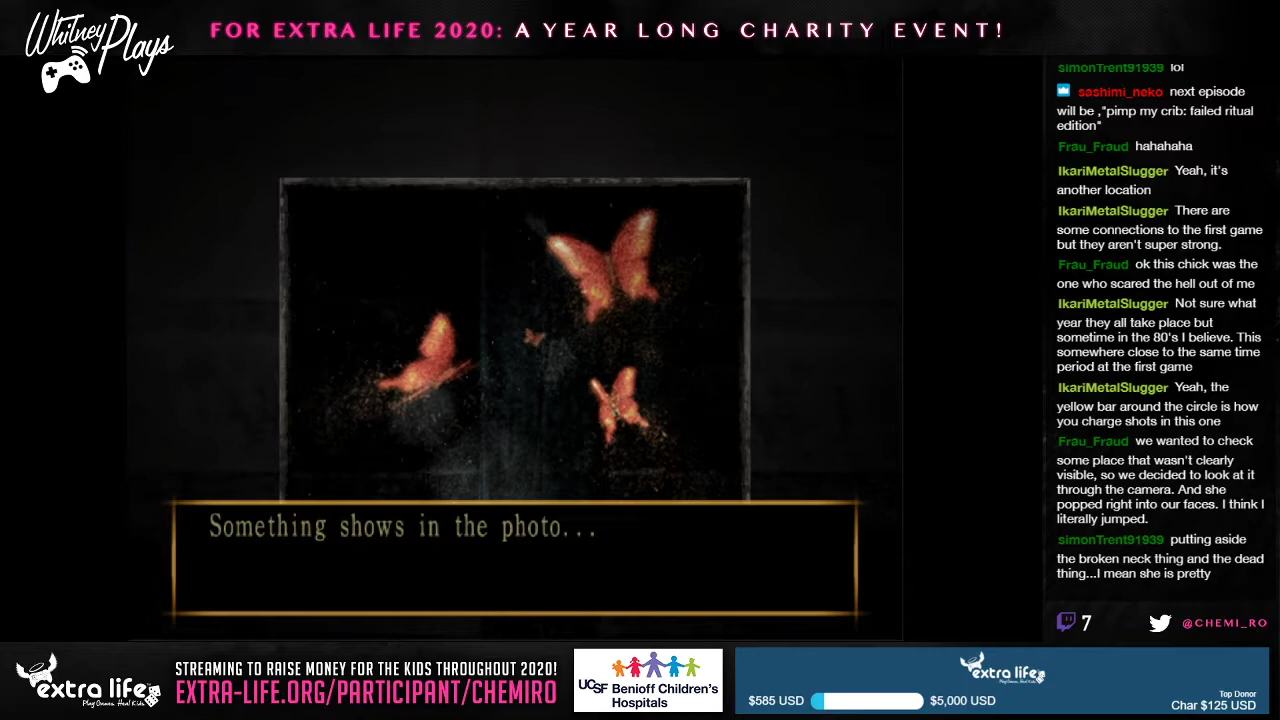 Whitney Plays
FOR EXTRA LIFE 2020: A YEAR LONG CHARITY EVENT!
simonTrent91939 lol
sashimi_neko next episode
will be ,"pimp my crib: failed ritual
edition"
Frau_Fraud hahahaha
IkariMetalSlugger Yeah, it's
another location
IkariMetalSlugger There are
some connections to the first game
but they aren't super strong.
Frau_Fraud ok this chick was the
one who scared the hell out of me
IkariMetalSlugger Not sure what
year they all take place but
sometime in the 80's I believe. This
somewhere close to the same time
period at the first game
IkariMetalSlugger Yeah, the
yellow bar around the circle is how
you charge shots in this one
Frau_Fraud we wanted to check
some place that wasn't clearly
visible, so we decided to look at it
through the camera. And she
popped right into our faces. I think I
literally jumped.
simonTrent91939 putting aside
the broken neck thing and the dead
thing...I mean she is pretty
Something shows in the photo...
7
@CHEMI_RO
extra life
Play Games. Heal Kids.
STREAMING TO RAISE MONEY FOR THE KIDS THROUGHOUT 2020!
EXTRA-LIFE.ORG/PARTICIPANT/CHEMIRO
UCSF Benioff Children's
Hospitals
extra life
Play Games. Heal Kids.
$585 USD
$5,000 USD
Top Donor
Char $125 USD